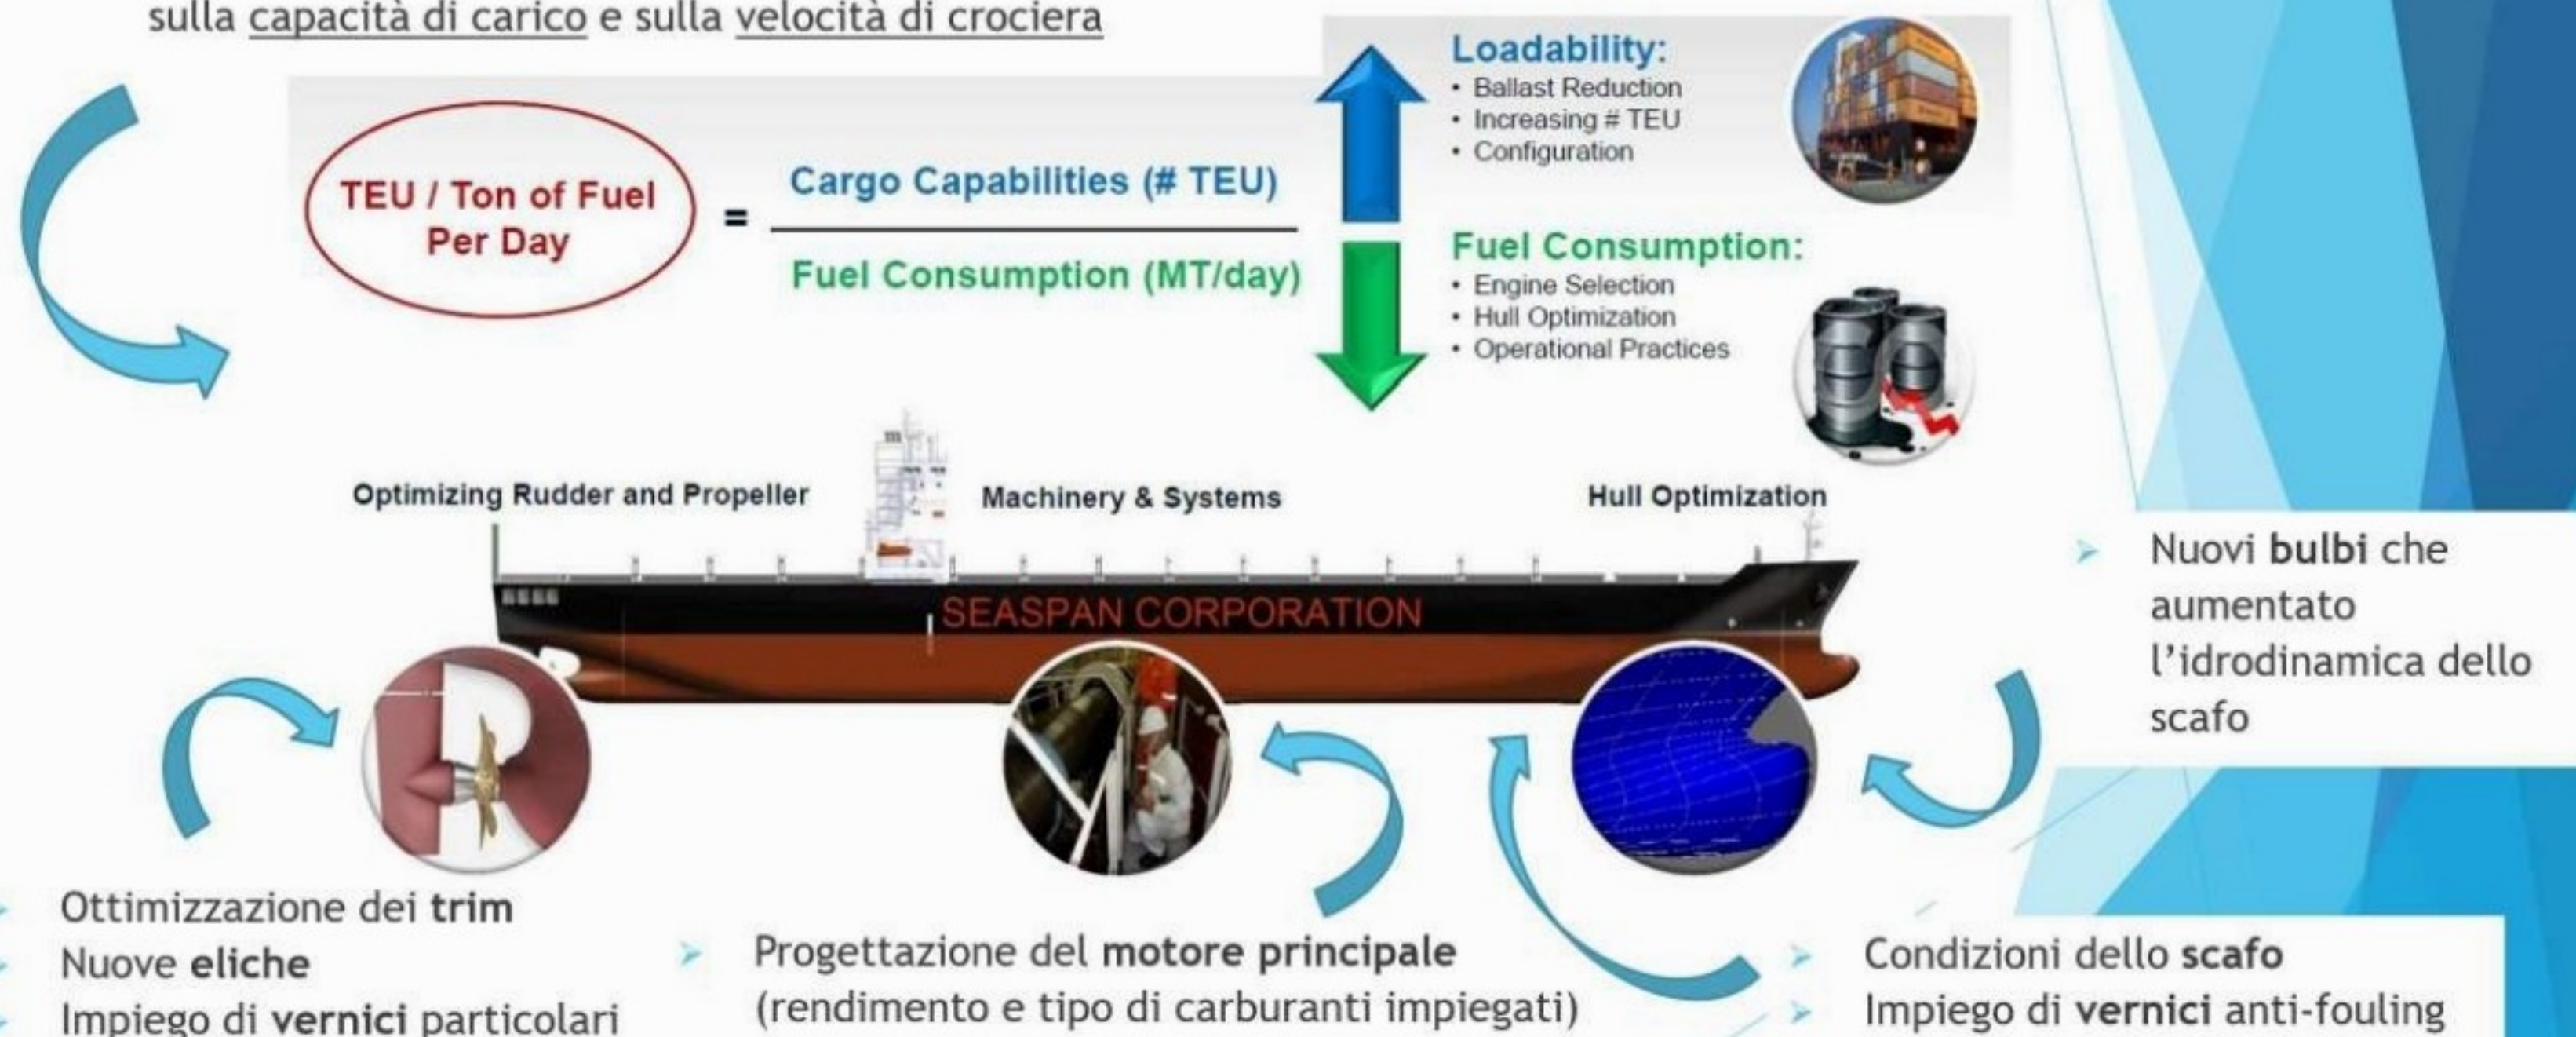 sulla capacità di carico e sulla velocità di crociera
TEU / Ton of Fuel
Per Day
=
Cargo Capabilities (# TEU)
Fuel Consumption (MT/day)
Loadability:
• Ballast Reduction
• Increasing # TEU
• Configuration
Fuel Consumption:
• Engine Selection
• Hull Optimization
• Operational Practices
Optimizing Rudder and Propeller
Machinery & Systems
Hull Optimization
SEASPAN CORPORATION
Nuovi bulbi che
aumentato
l’idrodinamica dello
scafo
Ottimizzazione dei trim
Nuove eliche
Impiego di vernici particolari
Progettazione del motore principale
(rendimento e tipo di carburanti impiegati)
Condizioni dello scafo
Impiego di vernici anti-fouling